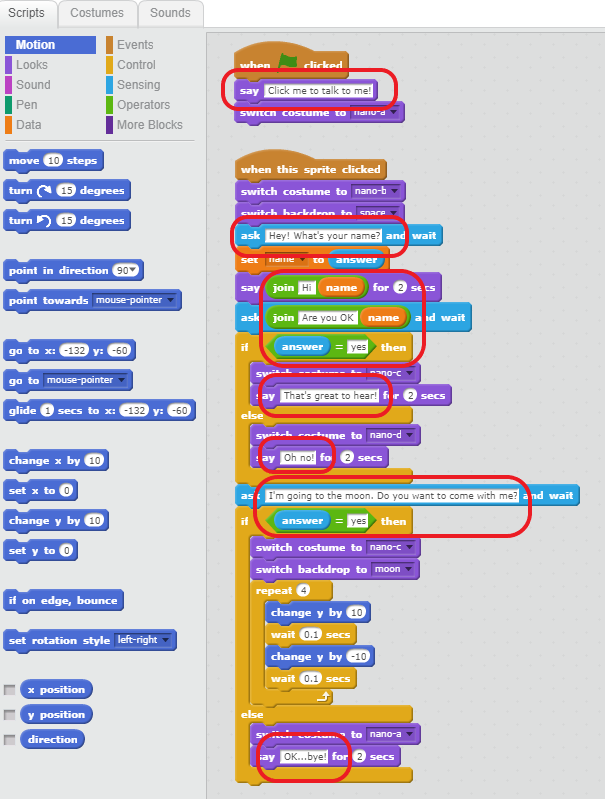 Scripts Costumes Sounds
Motion Events
Looks Control
Sound Sensing
Pen Operators
Data More Blocks
move 10 steps
turn 15 degrees
turn 15 degrees
point in direction 90
point towards mouse-pointer
go to x: -132 y: -60
go to mouse-pointer
glide 1 secs to x: -132 y: -60
change x by 10
set x to 0
change y by 10
set y to 0
if on edge, bounce
set rotation style left-right
x position
y position
direction
when clicked
say Click me to talk to me!
switch costume to nano-a
when this sprite clicked
switch costume to nano-b
switch backdrop to space
ask Hey! What's your name? and wait
set name to answer
say join Hi name for 2 secs
ask join Are you OK name and wait
if answer = yes then
switch costume to nano-c
say That's great to hear! for 2 secs
else
switch costume to nano-d
say Oh no! for 2 secs
ask I'm going to the moon. Do you want to come with me? and wait
if answer = yes then
switch costume to nano-c
switch backdrop to moon
repeat 4
change y by 10
wait 0.1 secs
change y by -10
wait 0.1 secs
else
switch costume to nano-a
say OK...bye! for 2 secs